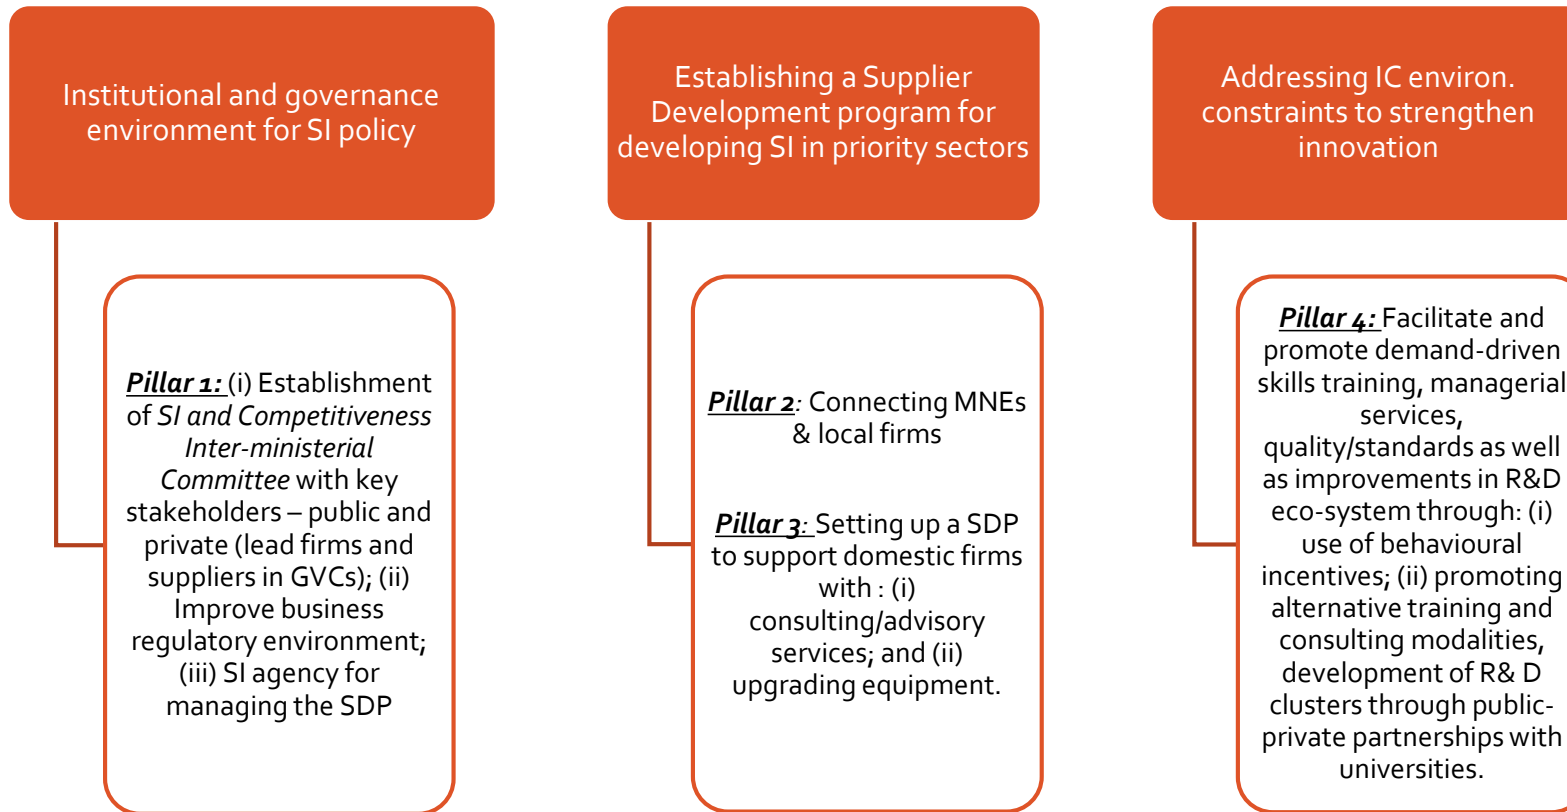 Institutional and governance
environment for SI policy
Pillar 1: (i) Establishment
of SI and Competitiveness
Inter-ministerial
Committee with key
stakeholders – public and
private (lead firms and
suppliers in GVCs); (ii)
Improve business
regulatory environment;
(iii) SI agency for
managing the SDP
Establishing a Supplier
Development program for
developing SI in priority sectors
Pillar 2: Connecting MNEs
& local firms
Pillar 3: Setting up a SDP
to support domestic firms
with : (i)
consulting/advisory
services; and (ii)
upgrading equipment.
Addressing IC environ.
constraints to strengthen
innovation
Pillar 4: Facilitate and
promote demand-driven
skills training, managerial
services,
quality/standards as well
as improvements in R&D
eco-system through: (i)
use of behavioural
incentives; (ii) promoting
alternative training and
consulting modalities,
development of R& D
clusters through public-
private partnerships with
universities.